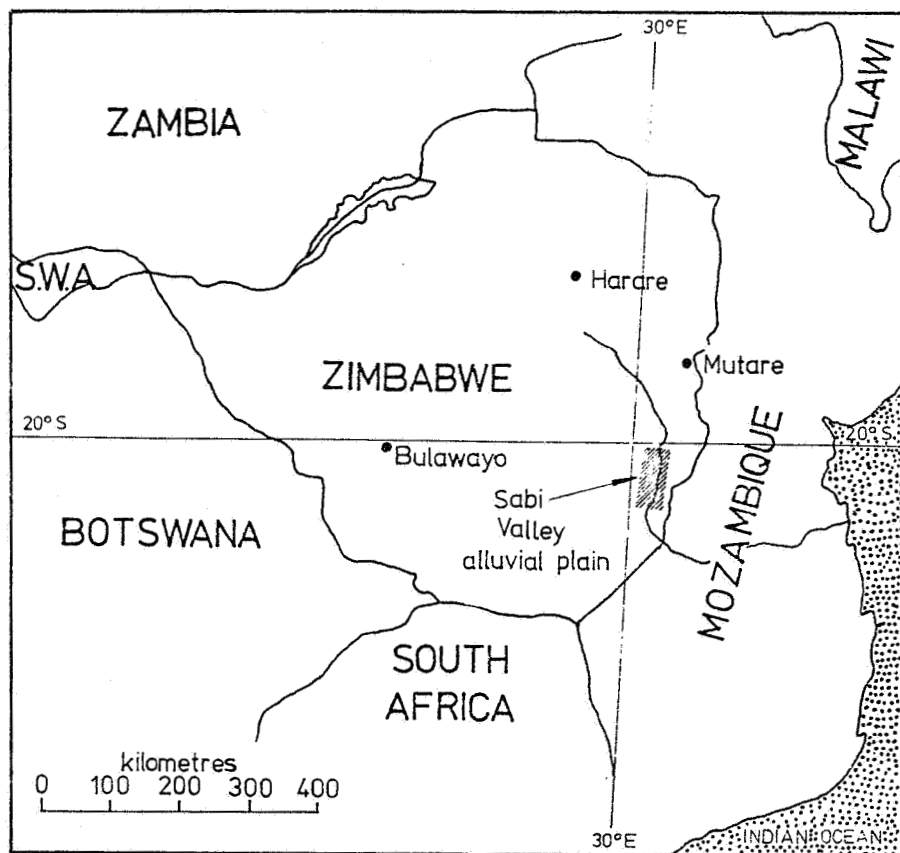 30°E
ZAMBIA
MALAWI
S.W.A
Harare
ZIMBABWE
Mutare
20°S
20°S.
Bulawayo
Sabi
Valley
alluvial plain
BOTSWANA
MOZAMBIQUE
SOUTH
AFRICA
kilometres
0 100 200 300 400
30°E
INDIAN OCEAN